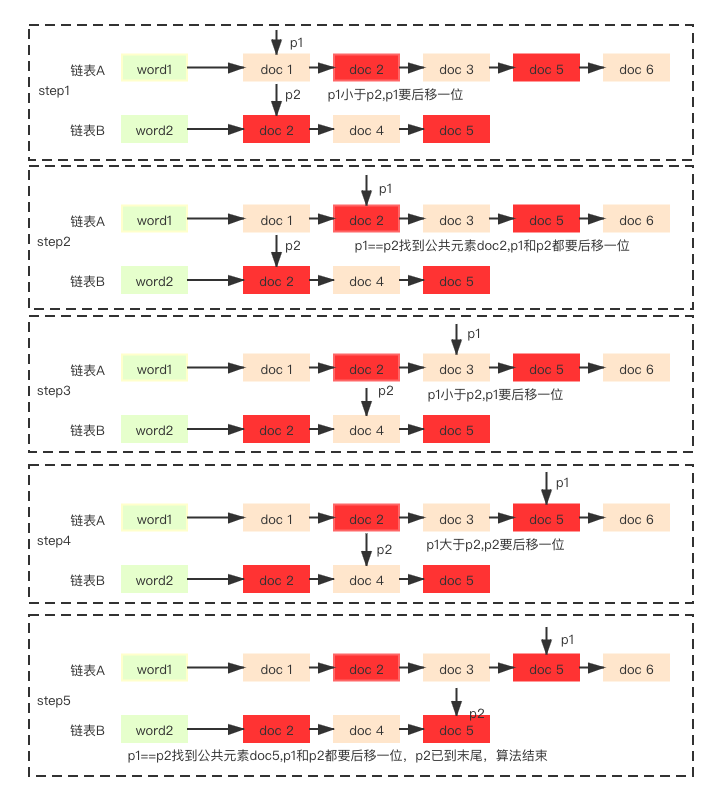 p1
链表A word1 doc 1 doc 2 doc 3 doc 5 doc 6
step1 p2 p1小于p2,p1要后移一位
链表B word2 doc 2 doc 4 doc 5
p1
链表A word1 doc 1 doc 2 doc 3 doc 5 doc 6
step2 p2 p1==p2找到公共元素doc2,p1和p2都要后移一位
链表B word2 doc 2 doc 4 doc 5
p1
链表A word1 doc 1 doc 2 doc 3 doc 5 doc 6
step3 p2 p1小于p2,p1要后移一位
链表B word2 doc 2 doc 4 doc 5
p1
链表A word1 doc 1 doc 2 doc 3 doc 5 doc 6
step4 p2 p1大于p2,p2要后移一位
链表B word2 doc 2 doc 4 doc 5
p1
链表A word1 doc 1 doc 2 doc 3 doc 5 doc 6
step5 p2
链表B word2 doc 2 doc 4 doc 5
p1==p2找到公共元素doc5,p1和p2都要后移一位，p2已到末尾，算法结束